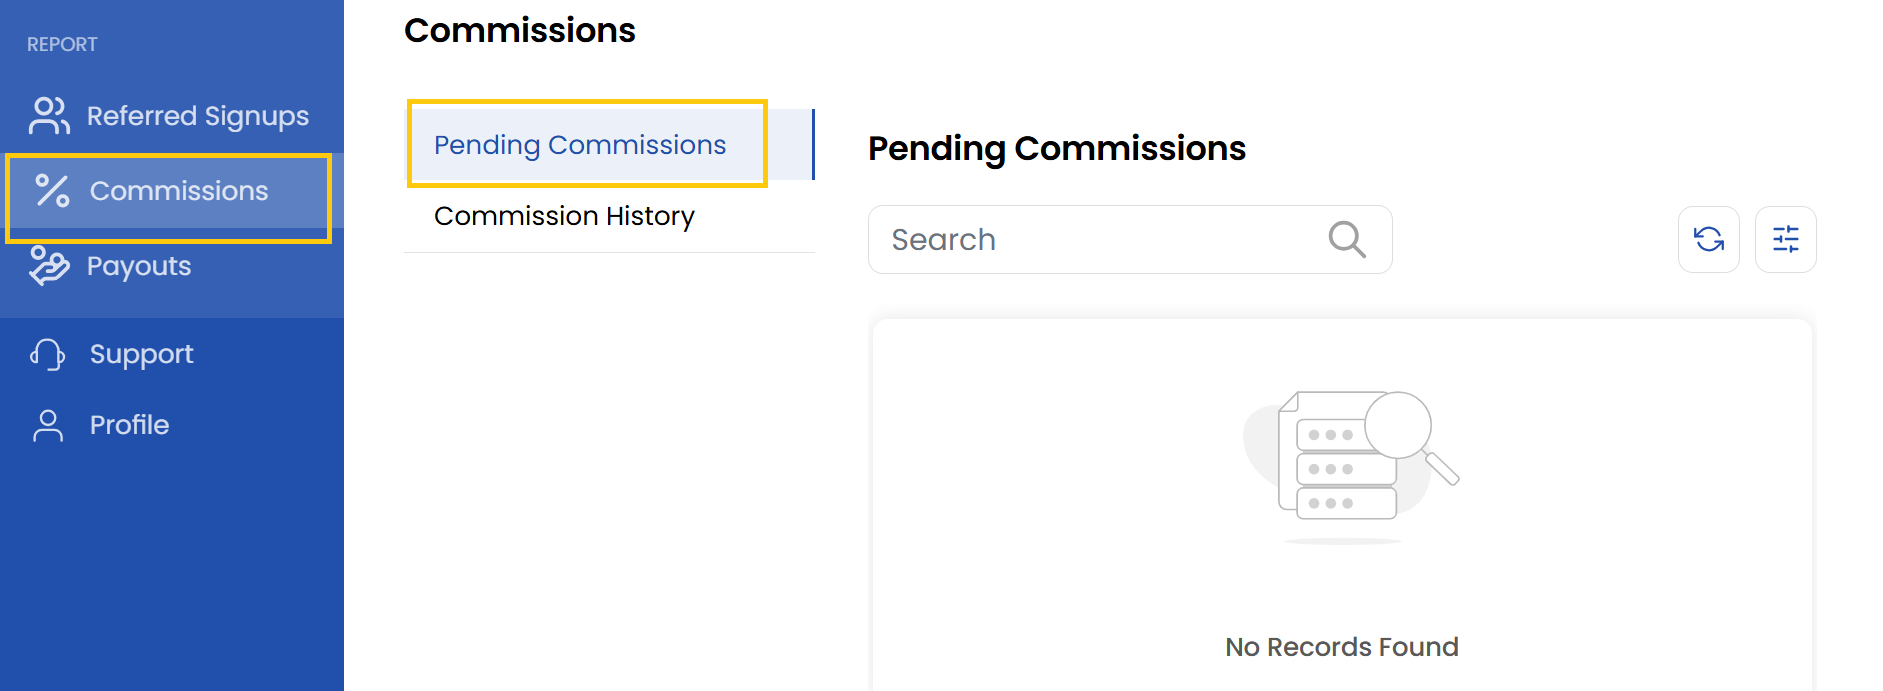 REPORT
Referred Signups
Commissions
Payouts
Support
Profile
Commissions
Pending Commissions
Commission History
Pending Commissions
Search
No Records Found